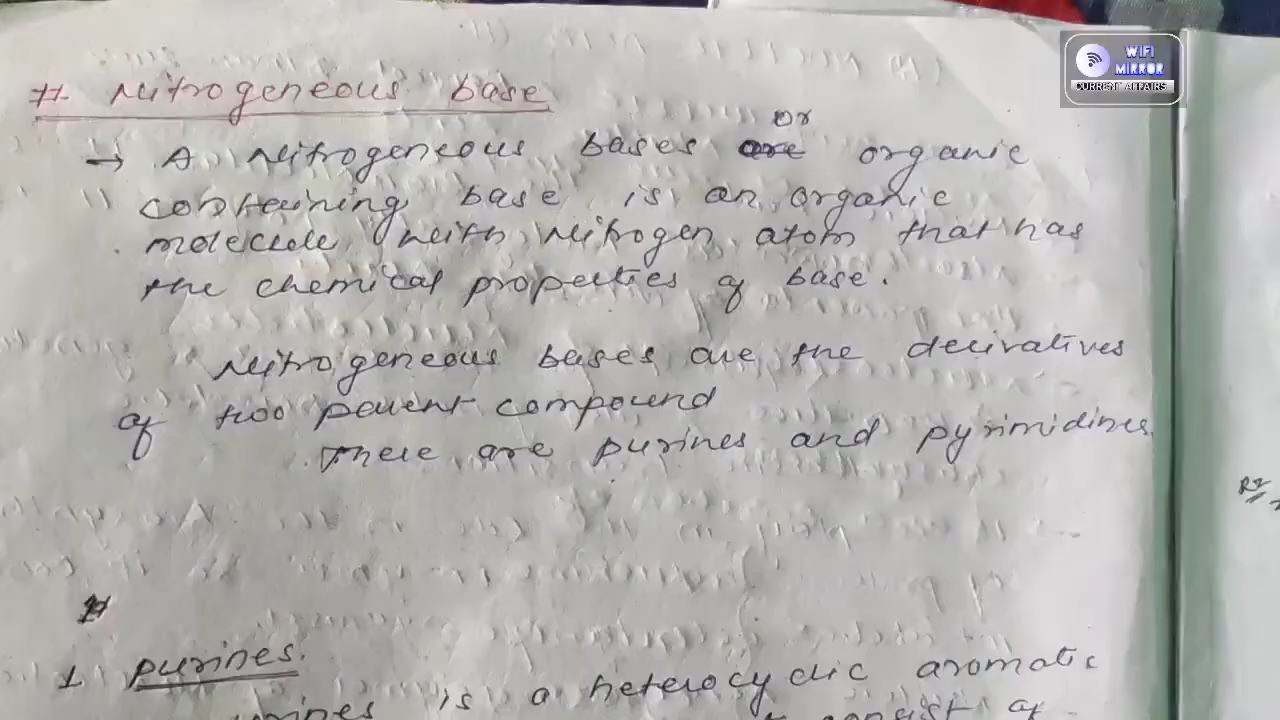 WIFI
MIRROR
CURRENT AFFAIRS
# Nitrogeneous base
or
→ A Nitrogeneous bases are organic
containing base is an organic
molecule with Nitrogen atom that has
the chemical properties of base.
Nitrogeneous bases are the derivatives
of two parent compound
There are purines and pyrimidines.
1 purines.
is a heterocyclic aromatic
consist of